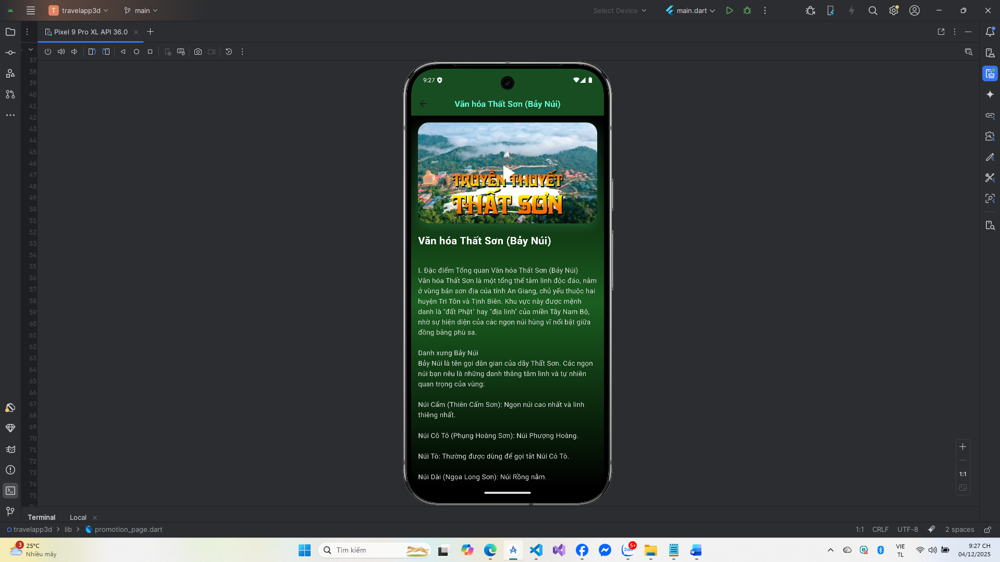 T travelapp3d
main
Select Device
main.dart
Pixel 9 Pro XL API 36.0
37
38
39
40
41
42
43
44
45
46
47
48
49
50
51
52
53
54
55
56
57
58
59
60
61
62
63
64
65
66
67
68
69
70
71
72
73
74
75
9:27
Văn hóa Thất Sơn (Bảy Núi)
TRUYỀN THUYẾT
THẤT SƠN
Văn hóa Thất Sơn (Bảy Núi)
I. Đặc điểm Tổng quan Văn hóa Thất Sơn (Bảy Núi)
Văn hóa Thất Sơn là một tổng thể tâm linh độc đáo, nằm
ở vùng bán sơn địa của tỉnh An Giang, chủ yếu thuộc hai
huyện Tri Tôn và Tịnh Biên. Khu vực này được mệnh
danh là "đất Phật" hay "địa linh" của miền Tây Nam Bộ,
nhờ sự hiện diện của các ngọn núi hùng vĩ nổi bật giữa
đồng bằng phù sa.
Danh xưng Bảy Núi
Bảy Núi là tên gọi dân gian của dãy Thất Sơn. Các ngọn
núi bạn nêu là những danh thắng tâm linh và tự nhiên
quan trọng của vùng:
Núi Cấm (Thiên Cấm Sơn): Ngọn núi cao nhất và linh
thiêng nhất.
Núi Cô Tô (Phụng Hoàng Sơn): Núi Phượng Hoàng.
Núi Tô: Thường được dùng để gọi tắt Núi Cô Tô.
Núi Dài (Ngọa Long Sơn): Núi Rồng nằm.
1:1
Terminal Local
travelapp3d > lib > promotion_page.dart
1:1 CRLF UTF-8 2 spaces
3
25°C
Nhiều mây
Tìm kiếm
Zalo
5+
VIE
TL
9:27 CH
04/12/2025